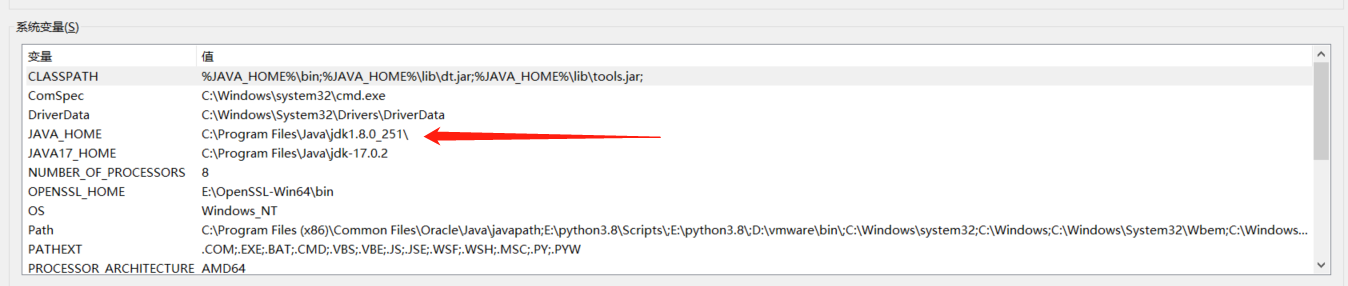 系统变量(S)
变量 值
CLASSPATH %JAVA_HOME%\bin;%JAVA_HOME%\lib\dt.jar;%JAVA_HOME%\lib\tools.jar;
ComSpec C:\Windows\system32\cmd.exe
DriverData C:\Windows\System32\Drivers\DriverData
JAVA_HOME C:\Program Files\Java\jdk1.8.0_251\
JAVA17_HOME C:\Program Files\Java\jdk-17.0.2
NUMBER_OF_PROCESSORS 8
OPENSSL_HOME E:\OpenSSL-Win64\bin
OS Windows_NT
Path C:\Program Files (x86)\Common Files\Oracle\Java\javapath;E:\python3.8\Scripts\;E:\python3.8\;D:\vmware\bin\;C:\Windows\system32;C:\Windows;C:\Windows\System32\Wbem;C:\Windows...
PATHEXT .COM;.EXE;.BAT;.CMD;.VBS;.VBE;.JS;.JSE;.WSF;.WSH;.MSC;.PY;.PYW
PROCESSOR_ARCHITECTURE AMD64